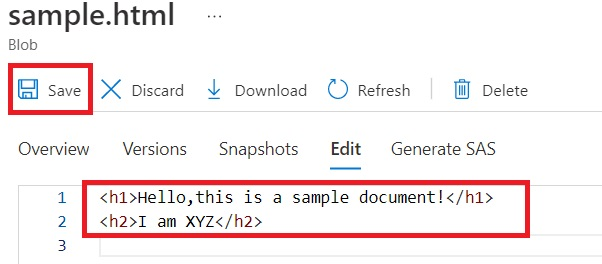 sample.html ...
Blob
Save Discard Download Refresh Delete
Overview Versions Snapshots Edit Generate SAS
1 <h1>Hello,this is a sample document!</h1>
2 <h2>I am XYZ</h2>
3